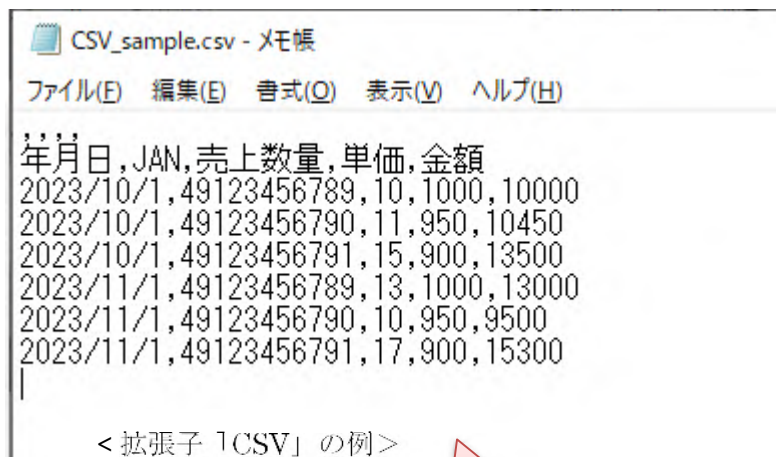 CSV_sample.csv - メモ帳
ファイル(F) 編集(E) 書式(O) 表示(V) ヘルプ(H)
,,,,
年月日,JAN,売上数量,単価,金額
2023/10/1,49123456789,10,1000,10000
2023/10/1,49123456790,11,950,10450
2023/10/1,49123456791,15,900,13500
2023/11/1,49123456789,13,1000,13000
2023/11/1,49123456790,10,950,9500
2023/11/1,49123456791,17,900,15300
<拡張子「CSV」の例>